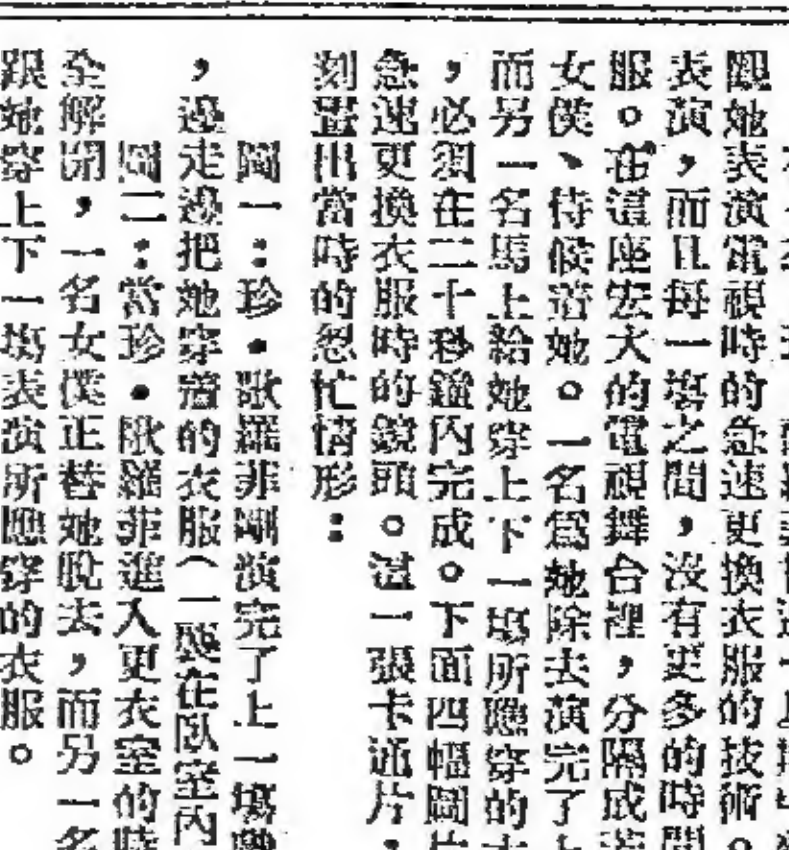 跟她表演電視時的急速更換衣服的技術。
表演，而且每一場之間，沒有更多的時間
服。在這座宏大的電視舞合裡，分隔成
女僕、侍候着她。一名爲她除去演完了
而另一名馬上給她穿上下一場所應穿的
，必須在二十秒鐘內完成。下面四幅圖片
急速更換衣服時的鏡頭。這一張卡通片，
刻畫出當時的怱忙情形：
圖一：珍•歌羅菲剛演完了上一場
，邊走邊把她穿着的衣服（一襲在臥室內
圖二：當珍•歌羅菲進入更衣室的時
全解開，一名女僕正替她脫去，而另一名
跟她穿上下一場表演所應穿的衣服。